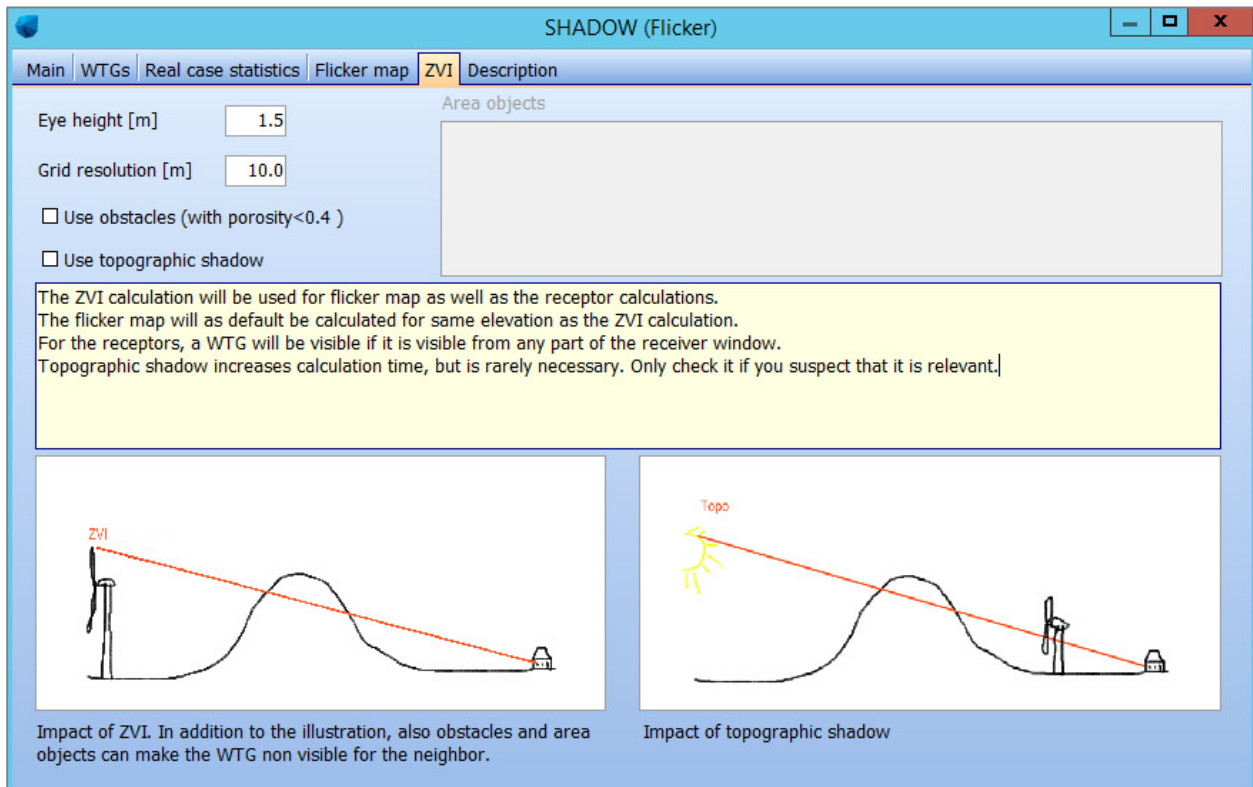 SHADOW (Flicker)
Main WTGs Real case statistics Flicker map ZVI Description
Eye height [m] 1.5
Area objects
Grid resolution [m] 10.0
Use obstacles (with porosity<0.4 )
Use topographic shadow
The ZVI calculation will be used for flicker map as well as the receptor calculations.
The flicker map will as default be calculated for same elevation as the ZVI calculation.
For the receptors, a WTG will be visible if it is visible from any part of the receiver window.
Topographic shadow increases calculation time, but is rarely necessary. Only check it if you suspect that it is relevant.
ZVI
Topo
Impact of ZVI. In addition to the illustration, also obstacles and area
objects can make the WTG non visible for the neighbor.
Impact of topographic shadow